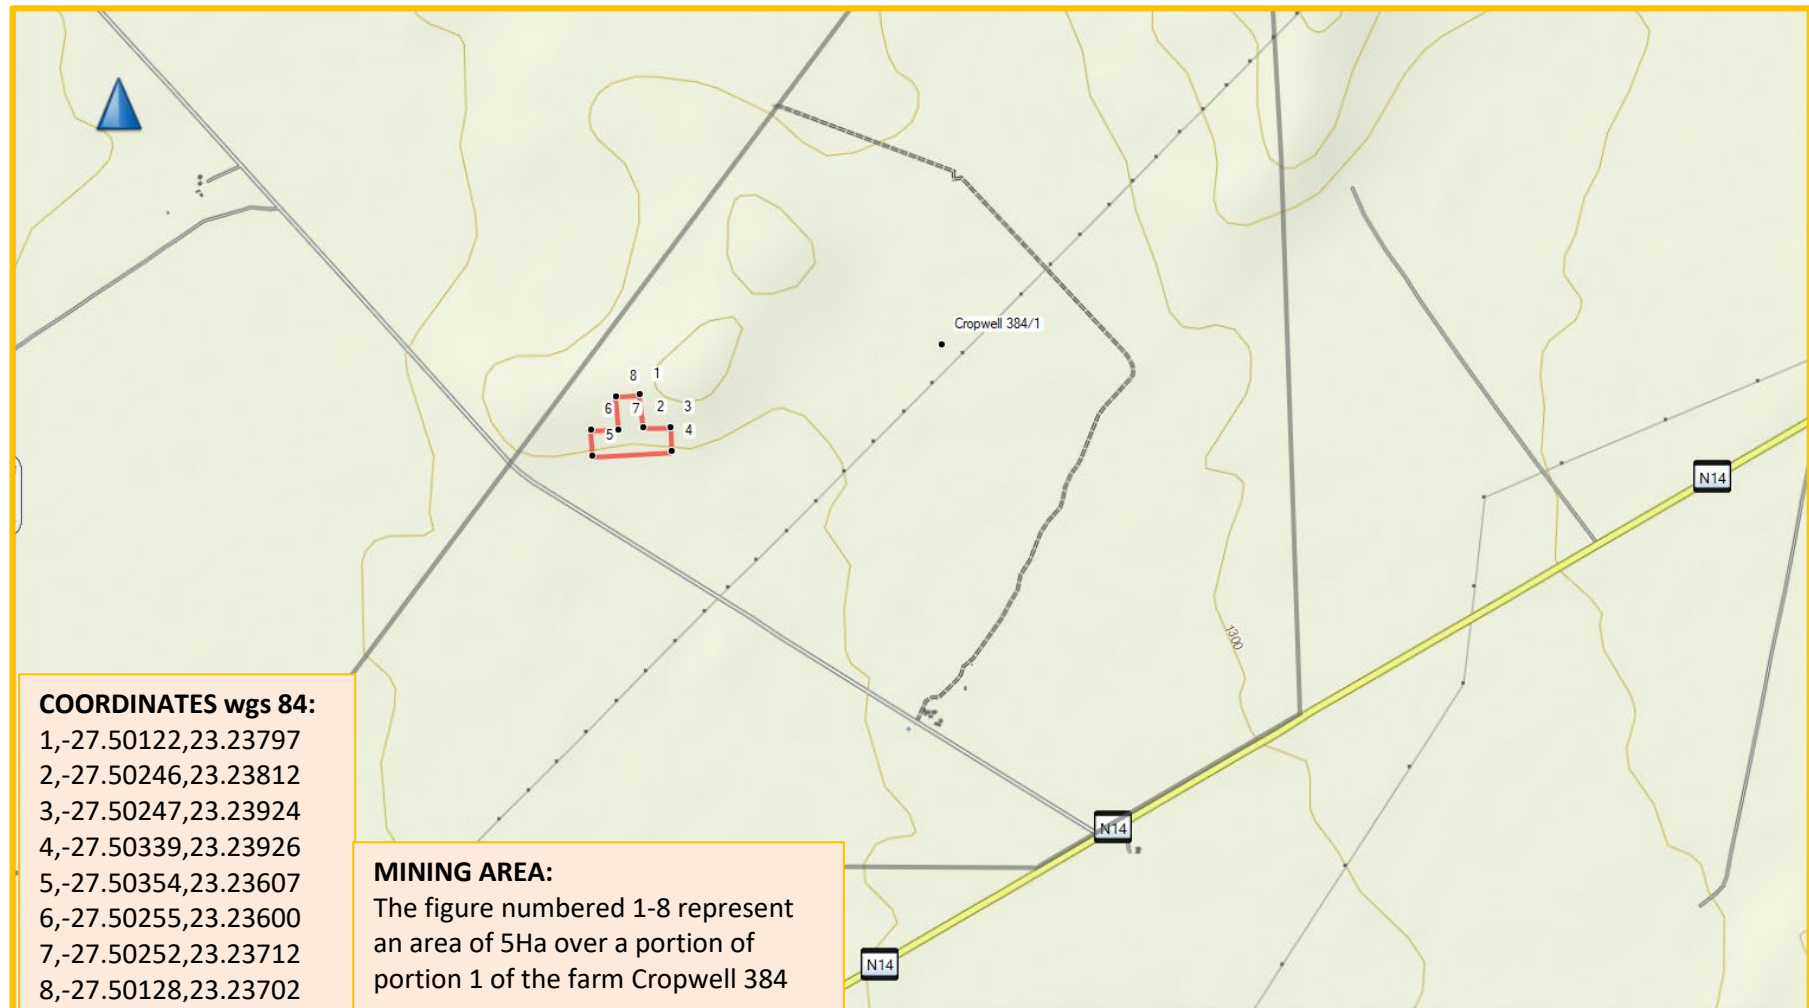 Cropwell 384/1
8 1
6 7 2 3
5 4
N14
1300
N14
N14
COORDINATES wgs 84:
1,-27.50122,23.23797
2,-27.50246,23.23812
3,-27.50247,23.23924
4,-27.50339,23.23926
5,-27.50354,23.23607
6,-27.50255,23.23600
7,-27.50252,23.23712
8,-27.50128,23.23702
MINING AREA:
The figure numbered 1-8 represent
an area of 5Ha over a portion of
portion 1 of the farm Cropwell 384